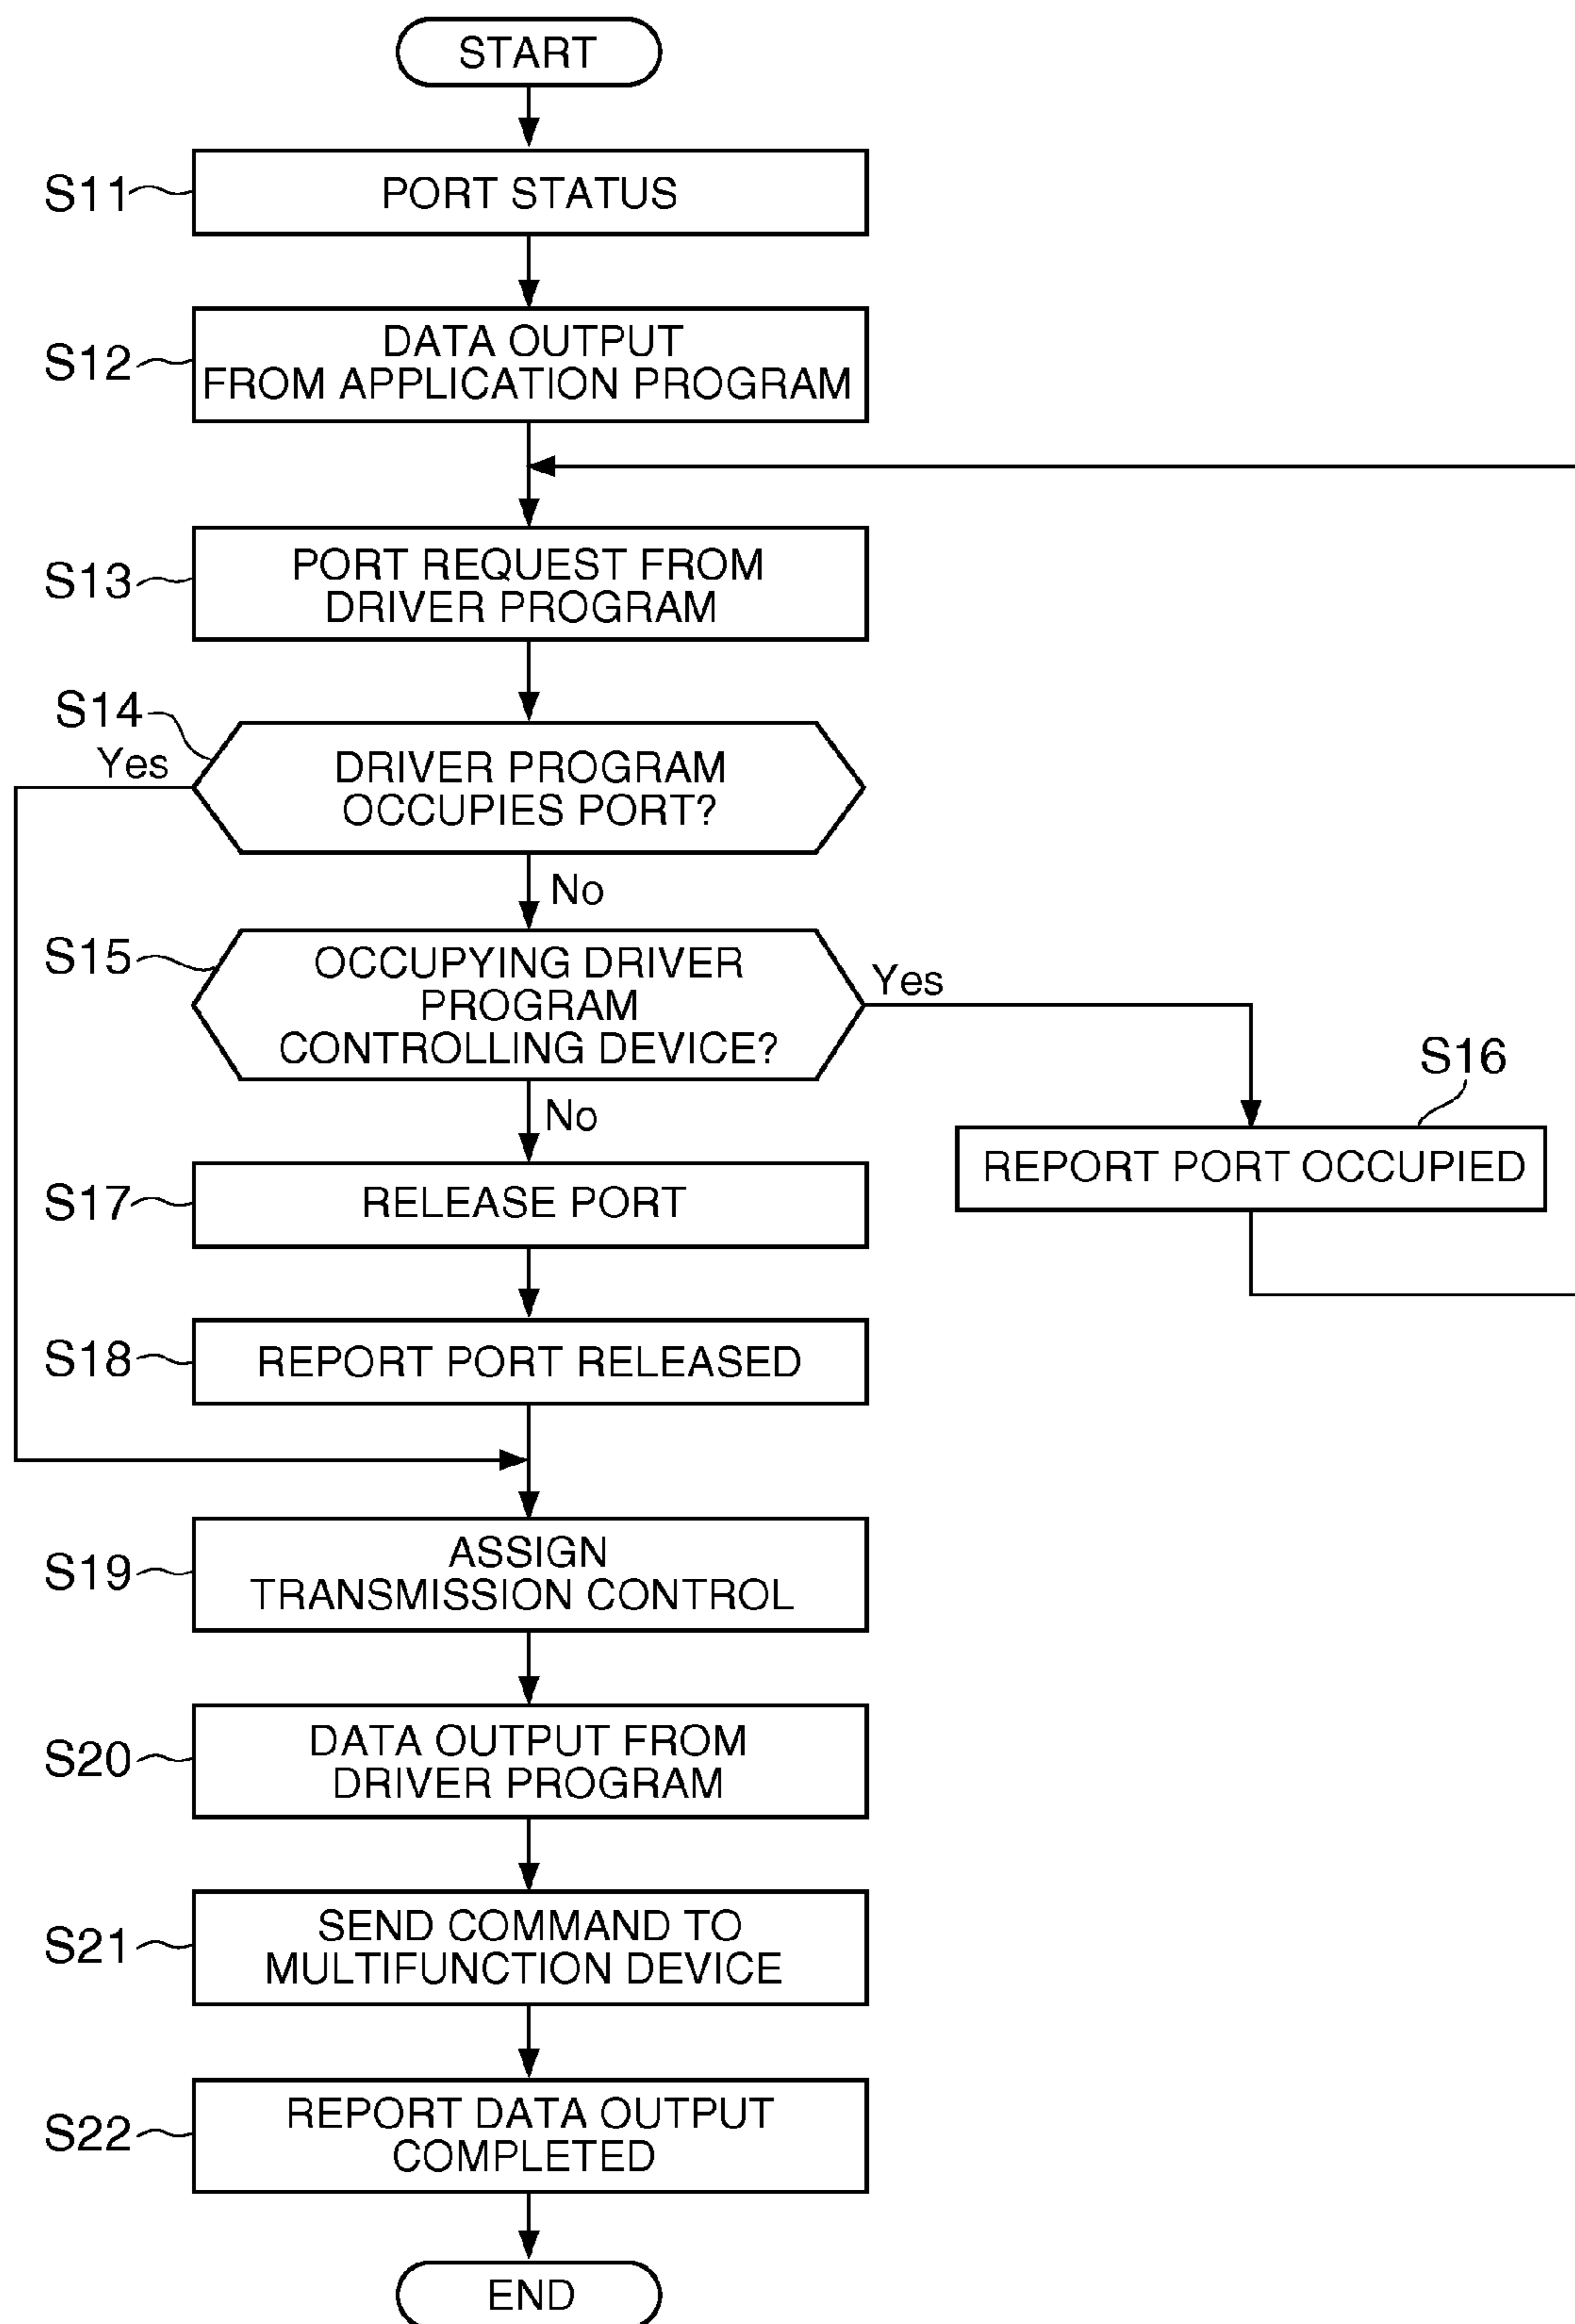 START
S11
PORT STATUS
S12
DATA OUTPUT
FROM APPLICATION PROGRAM
S13
PORT REQUEST FROM
DRIVER PROGRAM
S14
Yes
DRIVER PROGRAM
OCCUPIES PORT?
No
S15
OCCUPYING DRIVER
PROGRAM
CONTROLLING DEVICE?
Yes
S16
REPORT PORT OCCUPIED
No
S17
RELEASE PORT
S18
REPORT PORT RELEASED
S19
ASSIGN
TRANSMISSION CONTROL
S20
DATA OUTPUT FROM
DRIVER PROGRAM
S21
SEND COMMAND TO
MULTIFUNCTION DEVICE
S22
REPORT DATA OUTPUT
COMPLETED
END